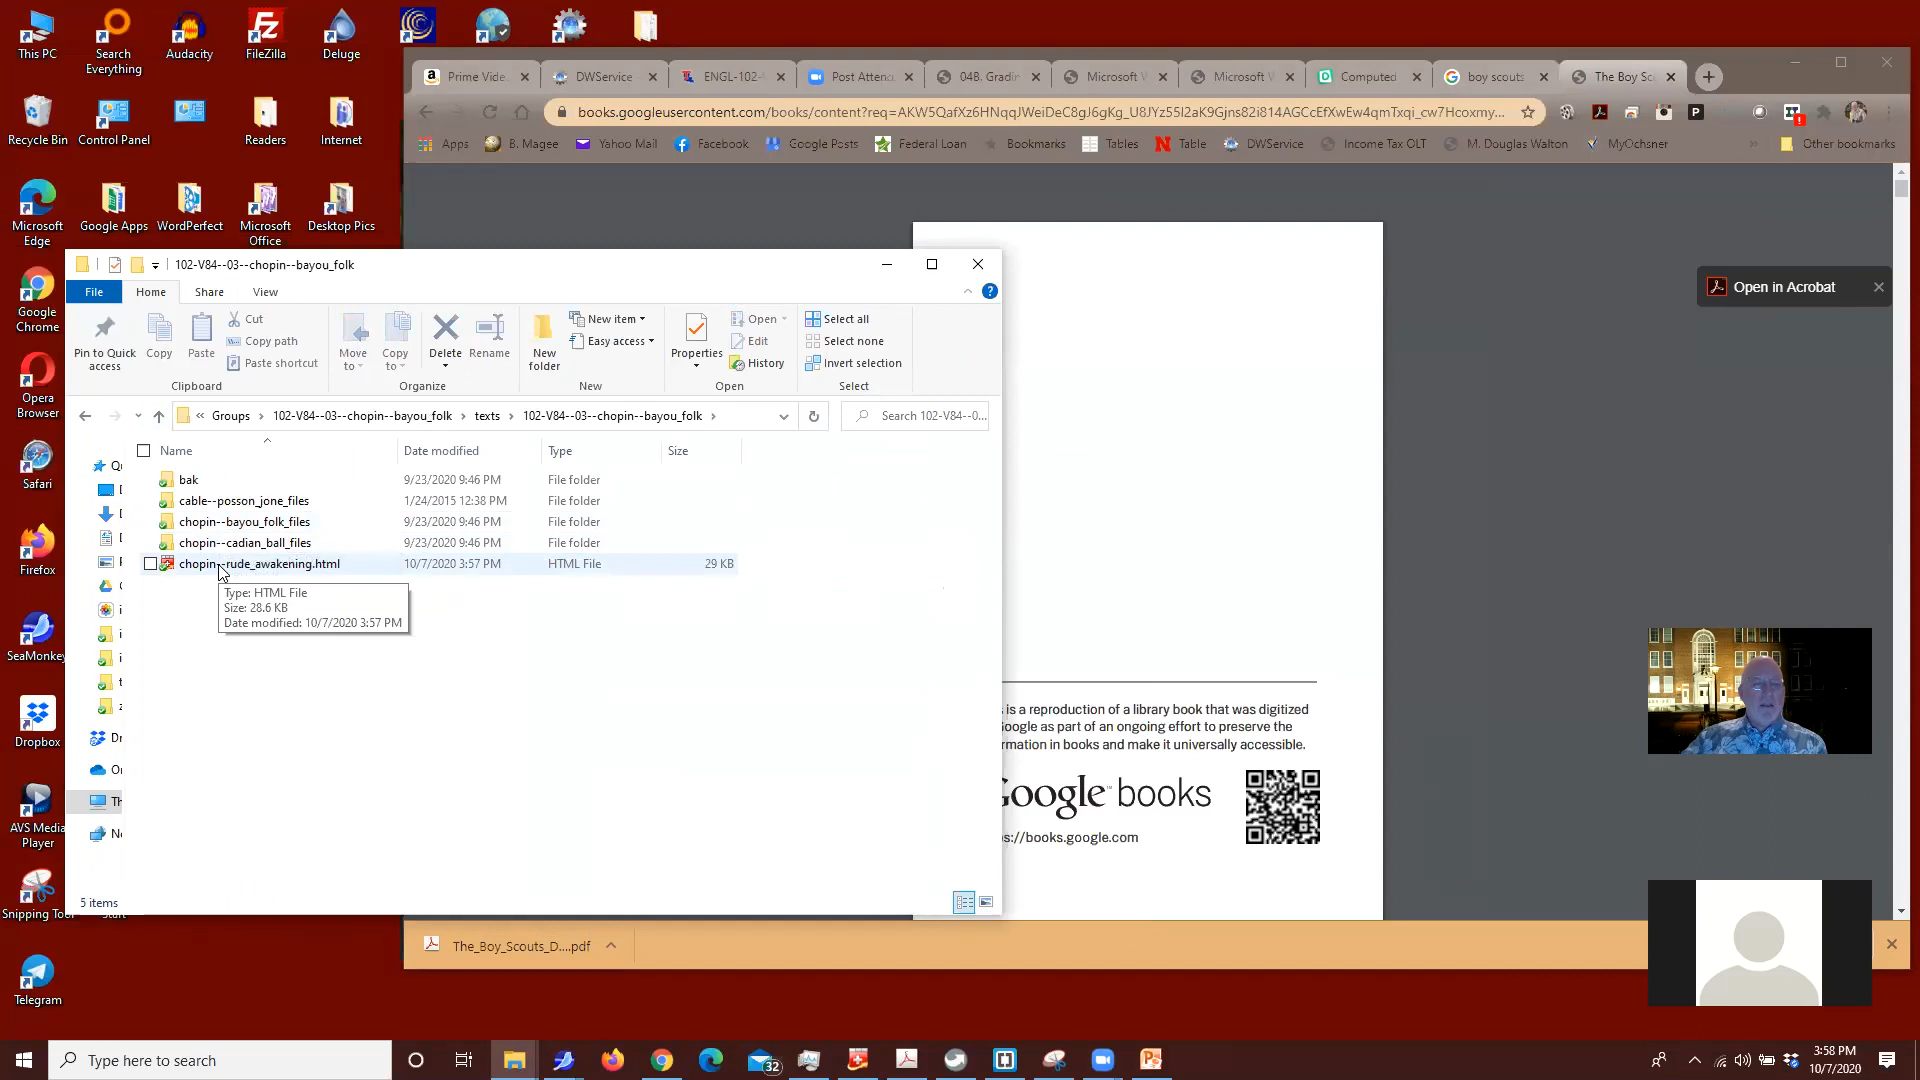 This PC
Search Everything
Audacity
FileZilla
Deluge
Recycle Bin
Control Panel
Readers
Internet
Microsoft Edge
Google Apps
WordPerfect
Microsoft Office
Desktop Pics
Google Chrome
Opera Browser
Safari
Firefox
SeaMonkey
Dropbox
AVS Media Player
Snipping Tool
Telegram
Prime Vide
DWService
ENGL-102-
Post Attend
04B. Gradin
Microsoft V
Microsoft V
Computed
boy scouts
The Boy Sc
books.googleusercontent.com/books/content?req=AKW5QafXz6HNqqJWeiDeC8gJ6gKg_U8JYz55I2aK9Gjns82i814AGCcEfXwEw4qmTxqi_cw7Hcoxmy...
Apps
B. Magee
Yahoo Mail
Facebook
Google Posts
Federal Loan
Bookmarks
Tables
Table
DWService
Income Tax OLT
M. Douglas Walton
MyOchsner
»
Other bookmarks
102-V84--03--chopin--bayou_folk
File
Home
Share
View
Pin to Quick access
Copy
Paste
Cut
Copy path
Paste shortcut
Clipboard
Move to
Copy to
Delete
Rename
Organize
New folder
New item
Easy access
New
Properties
Open
Edit
History
Open
Select all
Select none
Invert selection
Select
« Groups › 102-V84--03--chopin--bayou_folk › texts › 102-V84--03--chopin--bayou_folk ›
Search 102-V84--0...
Name Date modified Type Size
bak 9/23/2020 9:46 PM File folder
cable--posson_jone_files 1/24/2015 12:38 PM File folder
chopin--bayou_folk_files 9/23/2020 9:46 PM File folder
chopin--cadian_ball_files 9/23/2020 9:46 PM File folder
chopin--rude_awakening.html 10/7/2020 3:57 PM HTML File 29 KB
Type: HTML File
Size: 28.6 KB
Date modified: 10/7/2020 3:57 PM
5 items
Open in Acrobat
is a reproduction of a library book that was digitized
Google as part of an ongoing effort to preserve the
rmation in books and make it universally accessible.
Google™ books
s://books.google.com
The_Boy_Scouts_D....pdf
Type here to search
32
3:58 PM
10/7/2020